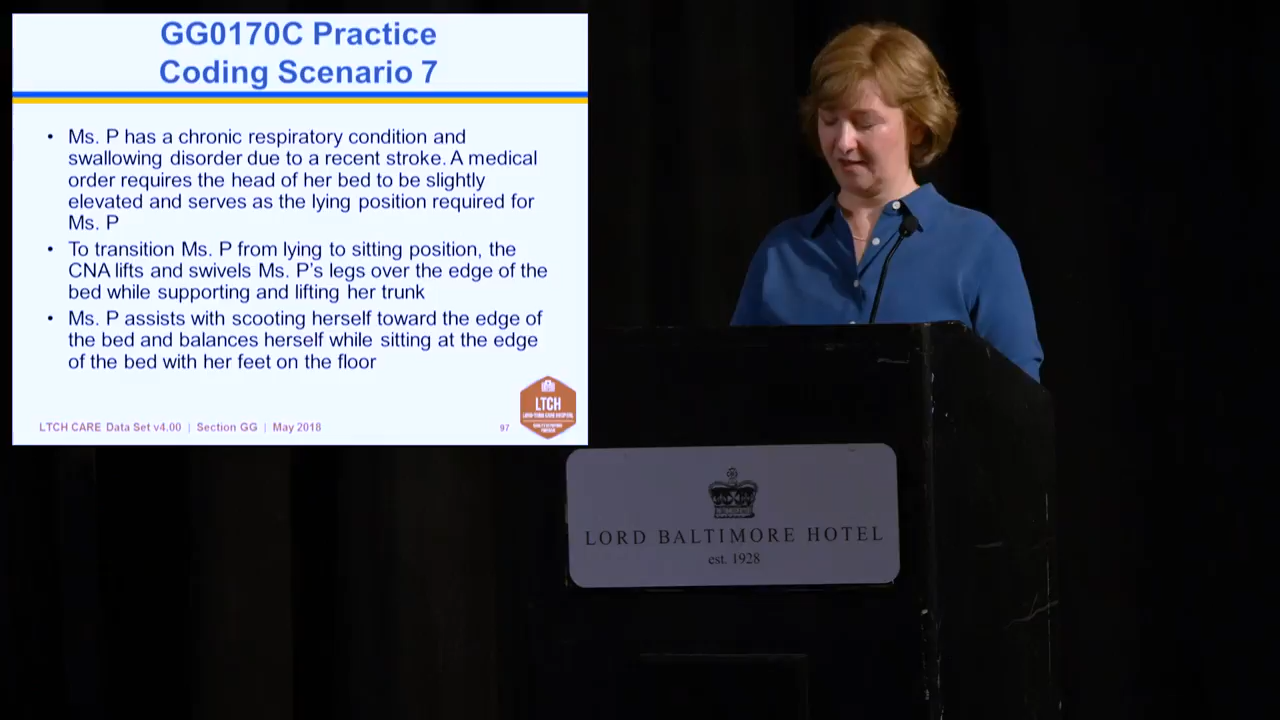 GG0170C Practice
Coding Scenario 7
• Ms. P has a chronic respiratory condition and
swallowing disorder due to a recent stroke. A medical
order requires the head of her bed to be slightly
elevated and serves as the lying position required for
Ms. P
• To transition Ms. P from lying to sitting position, the
CNA lifts and swivels Ms. P's legs over the edge of the
bed while supporting and lifting her trunk
• Ms. P assists with scooting herself toward the edge of
the bed and balances herself while sitting at the edge
of the bed with her feet on the floor
LTCH CARE Data Set v4.00 | Section GG | May 2018
97
LTCH
LORD BALTIMORE HOTEL
est. 1928